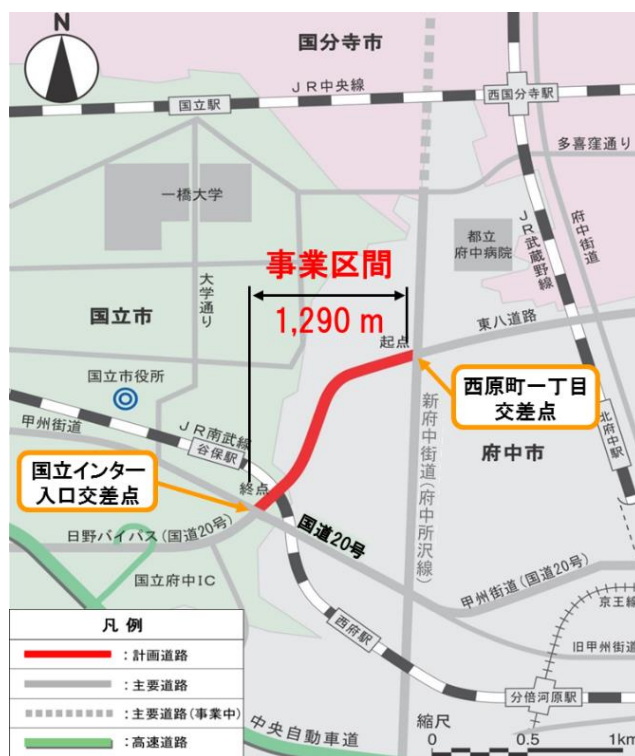 N
国分寺市
JR中央線
国立駅
西国分寺駅
多喜窪通り
一橋大学
都立
府中病院
JR武蔵野線
府中街道
事業区間
1,290 m
大学通り
国立市
起点
東八道路
国立市役所
西原町一丁目
交差点
甲州街道
JR南武線
谷保駅
新府中街道(府中所沢線)
府中市
北府中駅
国立インター
入口交差点
終点
日野バイパス(国道20号)
国道20号
国立府中IC
甲州街道(国道20号)
京王線
西府駅
旧甲州街道
分倍河原駅
凡例
:計画道路
:主要道路
:主要道路(事業中)
:高速道路
中央自動車道
縮尺
0 0.5 1km